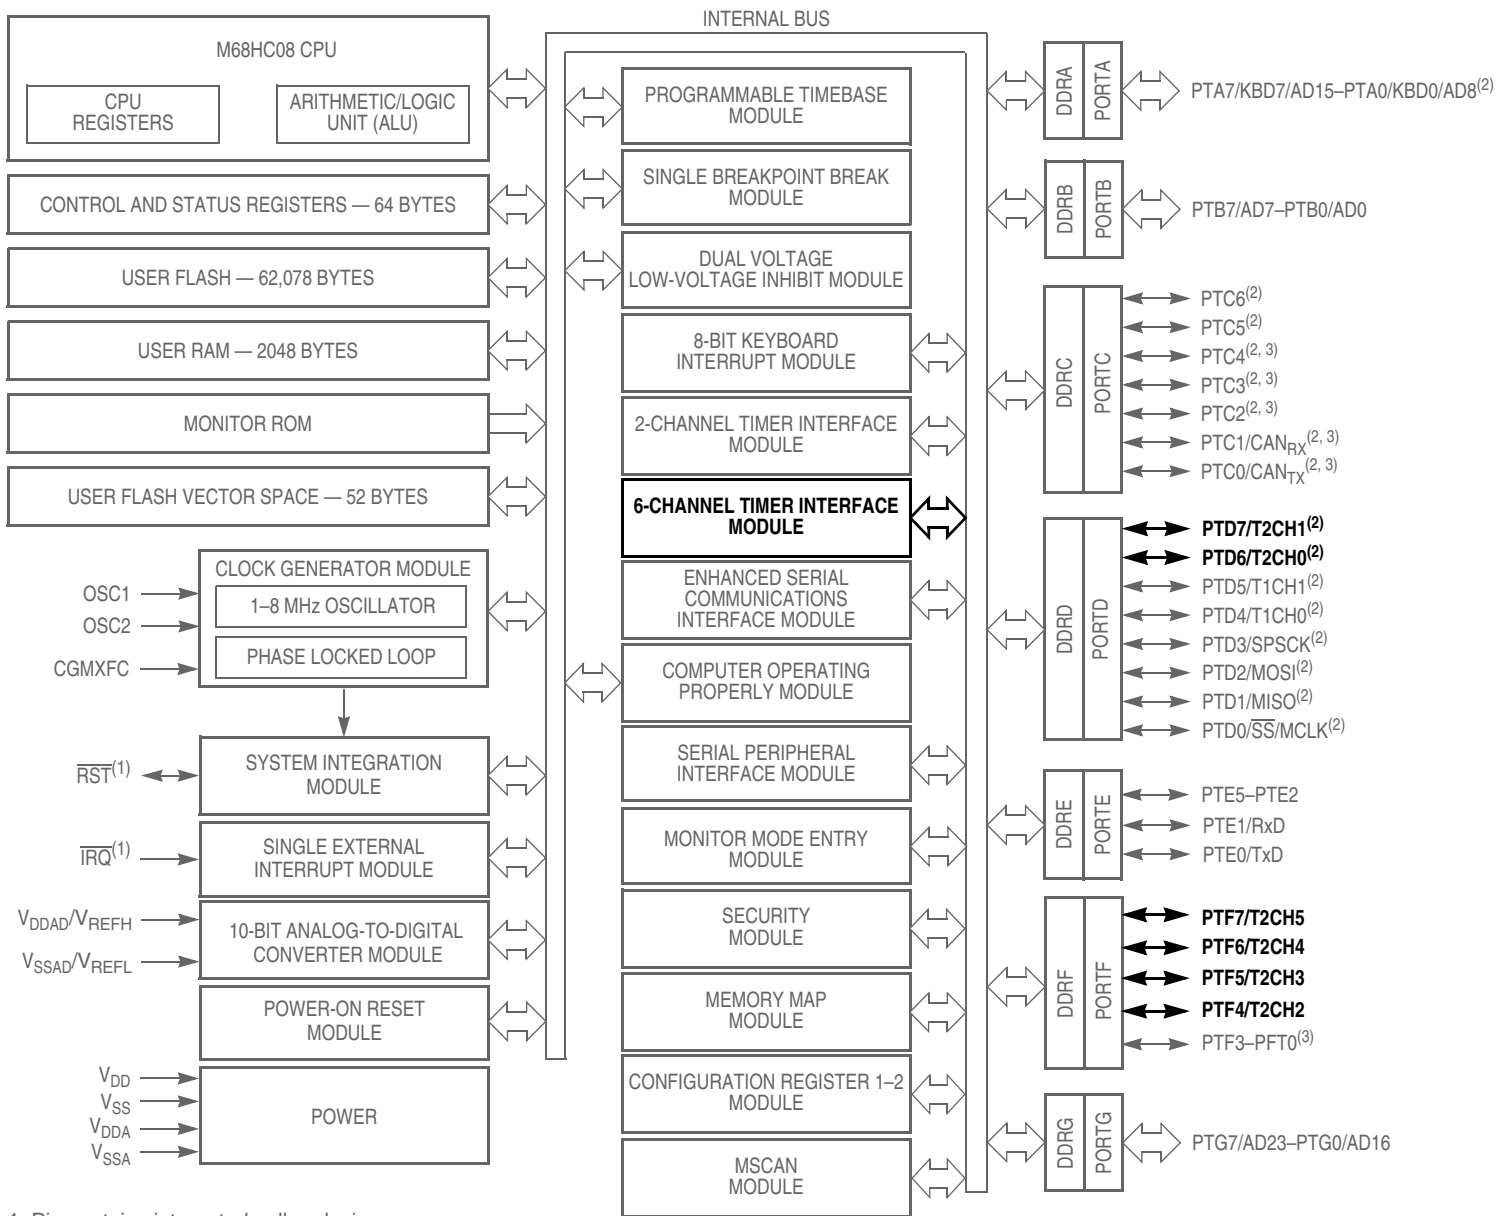 INTERNAL BUS
M68HC08 CPU
CPU
REGISTERS
ARITHMETIC/LOGIC
UNIT (ALU)
CONTROL AND STATUS REGISTERS — 64 BYTES
USER FLASH — 62,078 BYTES
USER RAM — 2048 BYTES
MONITOR ROM
USER FLASH VECTOR SPACE — 52 BYTES
CLOCK GENERATOR MODULE
1–8 MHz OSCILLATOR
PHASE LOCKED LOOP
OSC1
OSC2
CGMXFC
SYSTEM INTEGRATION
MODULE
RST(1)
SINGLE EXTERNAL
INTERRUPT MODULE
IRQ(1)
10-BIT ANALOG-TO-DIGITAL
CONVERTER MODULE
VDDAD/VREFH
VSSAD/VREFL
POWER-ON RESET
MODULE
POWER
VDD
VSS
VDDA
VSSA
PROGRAMMABLE TIMEBASE
MODULE
SINGLE BREAKPOINT BREAK
MODULE
DUAL VOLTAGE
LOW-VOLTAGE INHIBIT MODULE
8-BIT KEYBOARD
INTERRUPT MODULE
2-CHANNEL TIMER INTERFACE
MODULE
6-CHANNEL TIMER INTERFACE
MODULE
ENHANCED SERIAL
COMMUNICATIONS
INTERFACE MODULE
COMPUTER OPERATING
PROPERLY MODULE
SERIAL PERIPHERAL
INTERFACE MODULE
MONITOR MODE ENTRY
MODULE
SECURITY
MODULE
MEMORY MAP
MODULE
CONFIGURATION REGISTER 1–2
MODULE
MSCAN
MODULE
DDRA
PORTA
PTA7/KBD7/AD15–PTA0/KBD0/AD8(2)
DDRB
PORTB
PTB7/AD7–PTB0/AD0
DDRC
PORTC
PTC6(2)
PTC5(2)
PTC4(2, 3)
PTC3(2, 3)
PTC2(2, 3)
PTC1/CANRX(2, 3)
PTC0/CANTX(2, 3)
DDRD
PORTD
PTD7/T2CH1(2)
PTD6/T2CH0(2)
PTD5/T1CH1(2)
PTD4/T1CH0(2)
PTD3/SPSCK(2)
PTD2/MOSI(2)
PTD1/MISO(2)
PTD0/SS/MCLK(2)
DDRE
PORTE
PTE5–PTE2
PTE1/RxD
PTE0/TxD
DDRF
PORTF
PTF7/T2CH5
PTF6/T2CH4
PTF5/T2CH3
PTF4/T2CH2
PTF3–PFT0(3)
DDRG
PORTG
PTG7/AD23–PTG0/AD16